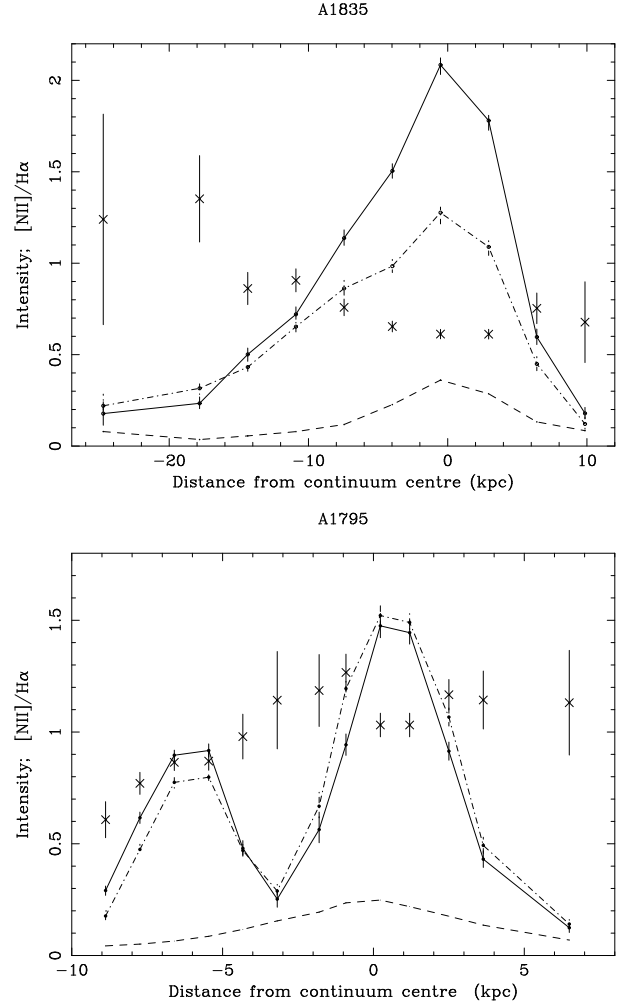 A1835
2
1.5
1
0.5
0
Intensity; [NII]/Hα
−20 −10 0 10
Distance from continuum centre (kpc)
A1795
1.5
1
0.5
0
Intensity; [NII]/Hα
−10 −5 0 5
Distance from continuum centre (kpc)